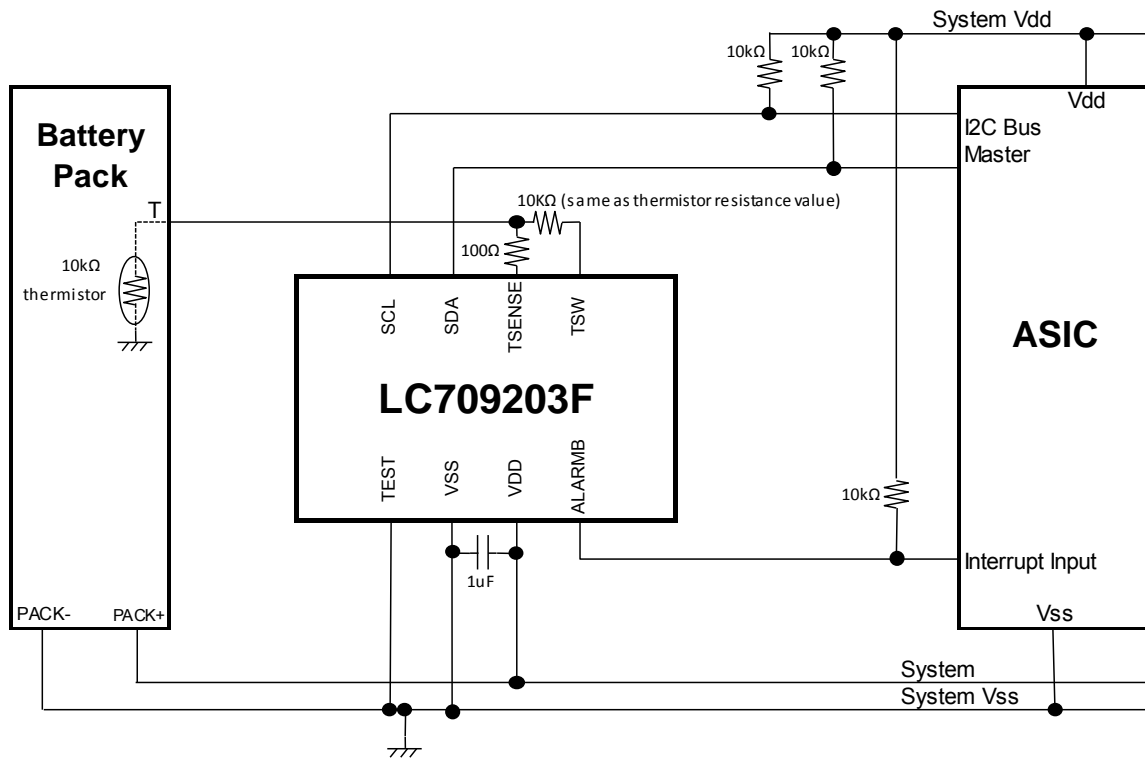 System Vdd
10kΩ
10kΩ
Vdd
Battery
Pack
I2C Bus
Master
T
10KΩ (same as thermistor resistance value)
100Ω
10kΩ
thermistor
SCL
SDA
TSENSE
TSW
ASIC
LC709203F
TEST
VSS
VDD
ALARMB
10kΩ
1uF
Interrupt Input
PACK-
PACK+
Vss
System
System Vss